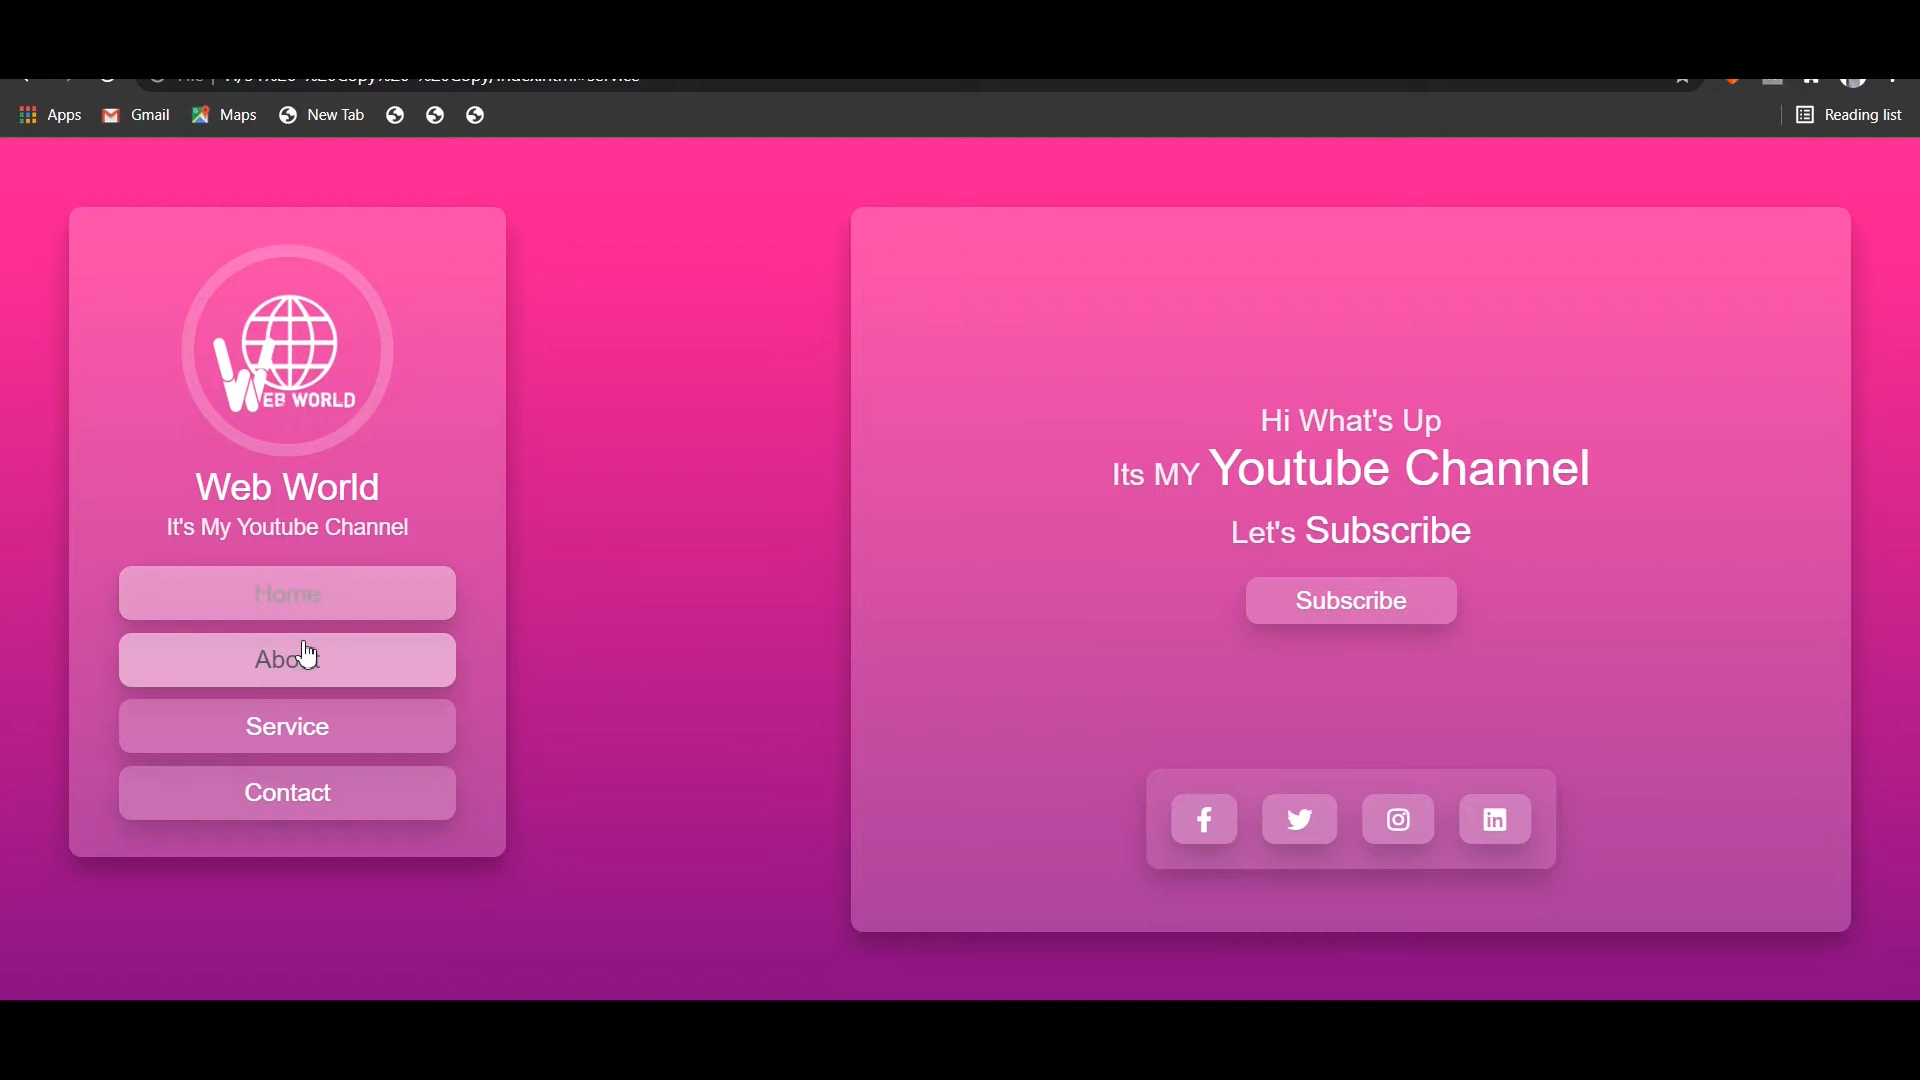 Apps Gmail Maps New Tab Reading list
WEB WORLD
Web World
It's My Youtube Channel
Home
About
Service
Contact
Hi What's Up
Its MY Youtube Channel
Let's Subscribe
Subscribe